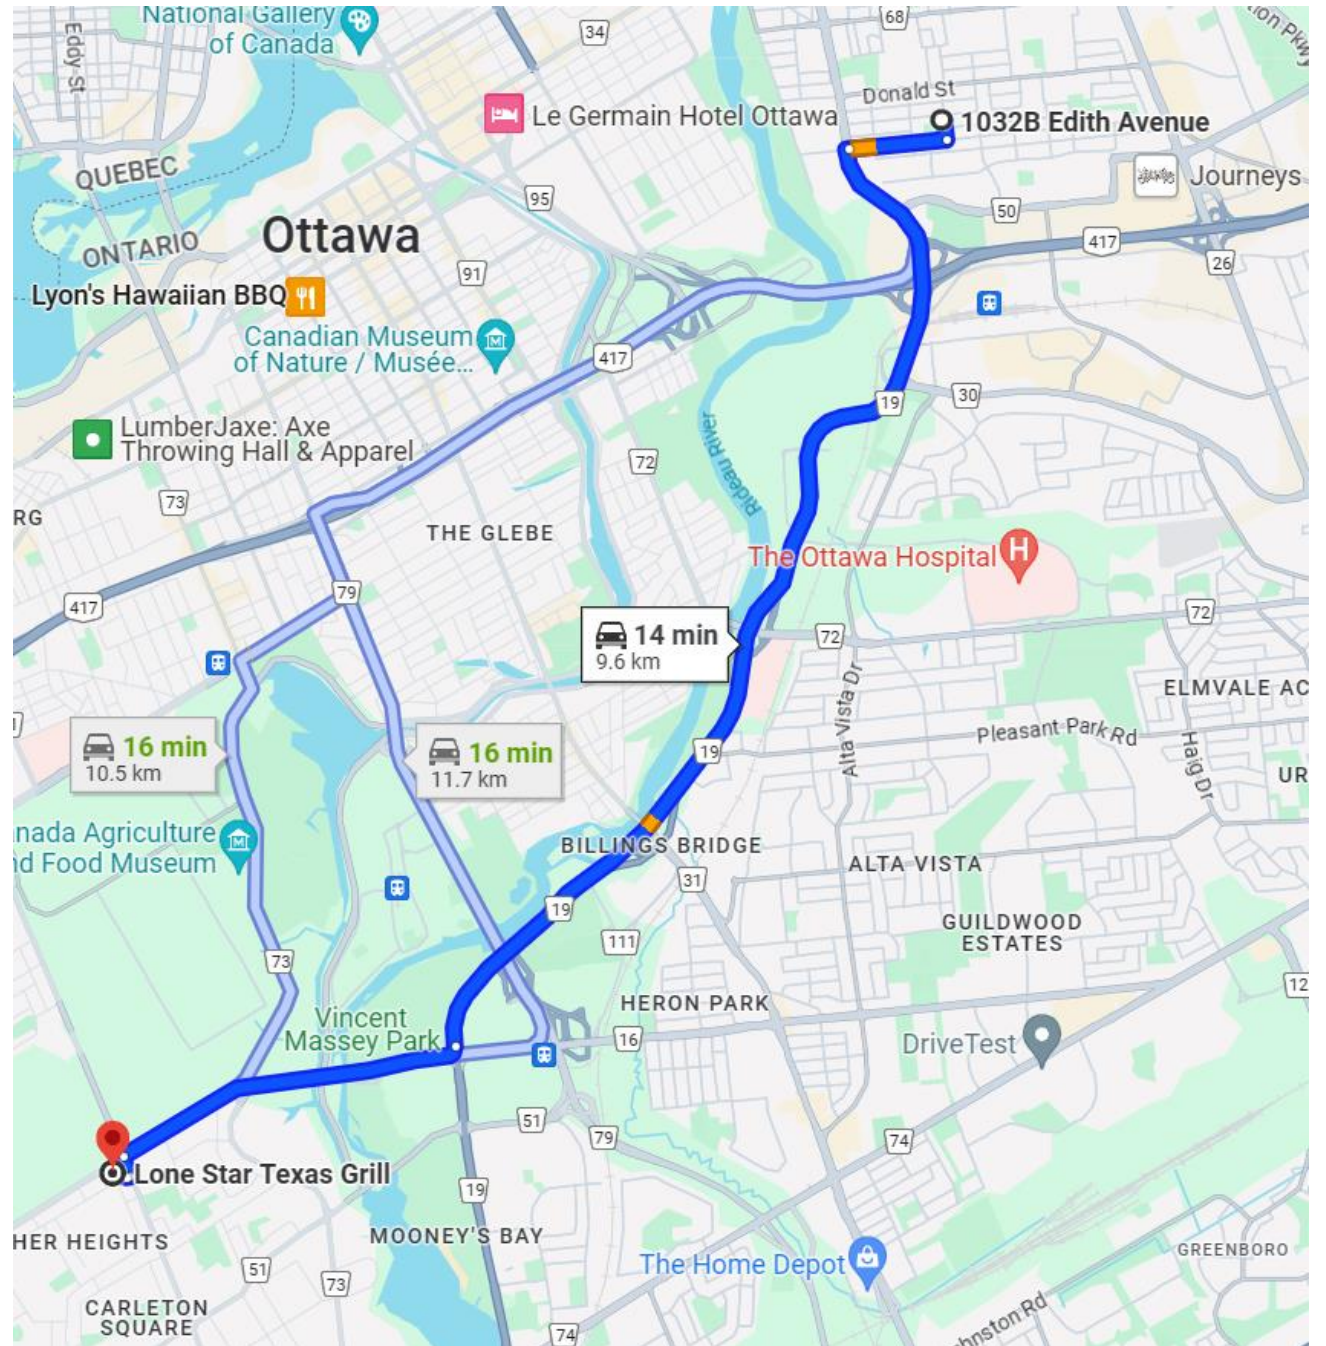 National Gallery
of Canada
Eddy St
34
68
Donald St
Le Germain Hotel Ottawa
1032B Edith Avenue
QUEBEC
95
Journeys
50
ONTARIO
Ottawa
417
26
91
Lyon's Hawaiian BBQ
Canadian Museum
of Nature / Musée...
417
19
30
LumberJaxe: Axe
Throwing Hall & Apparel
Rideau River
72
73
RG
THE GLEBE
The Ottawa Hospital
H
79
417
72
14 min
9.6 km
72
Alta Vista Dr
ELMVALE AC
Pleasant Park Rd
Haig Dr
16 min
10.5 km
16 min
11.7 km
19
UR
nada Agriculture
nd Food Museum
BILLINGS BRIDGE
ALTA VISTA
31
19
GUILDWOOD
ESTATES
111
73
12
HERON PARK
Vincent
Massey Park
16
DriveTest
51
79
74
Lone Star Texas Grill
19
HER HEIGHTS
MOONEY'S BAY
GREENBORO
51
73
The Home Depot
CARLETON
SQUARE
74
hnston Rd